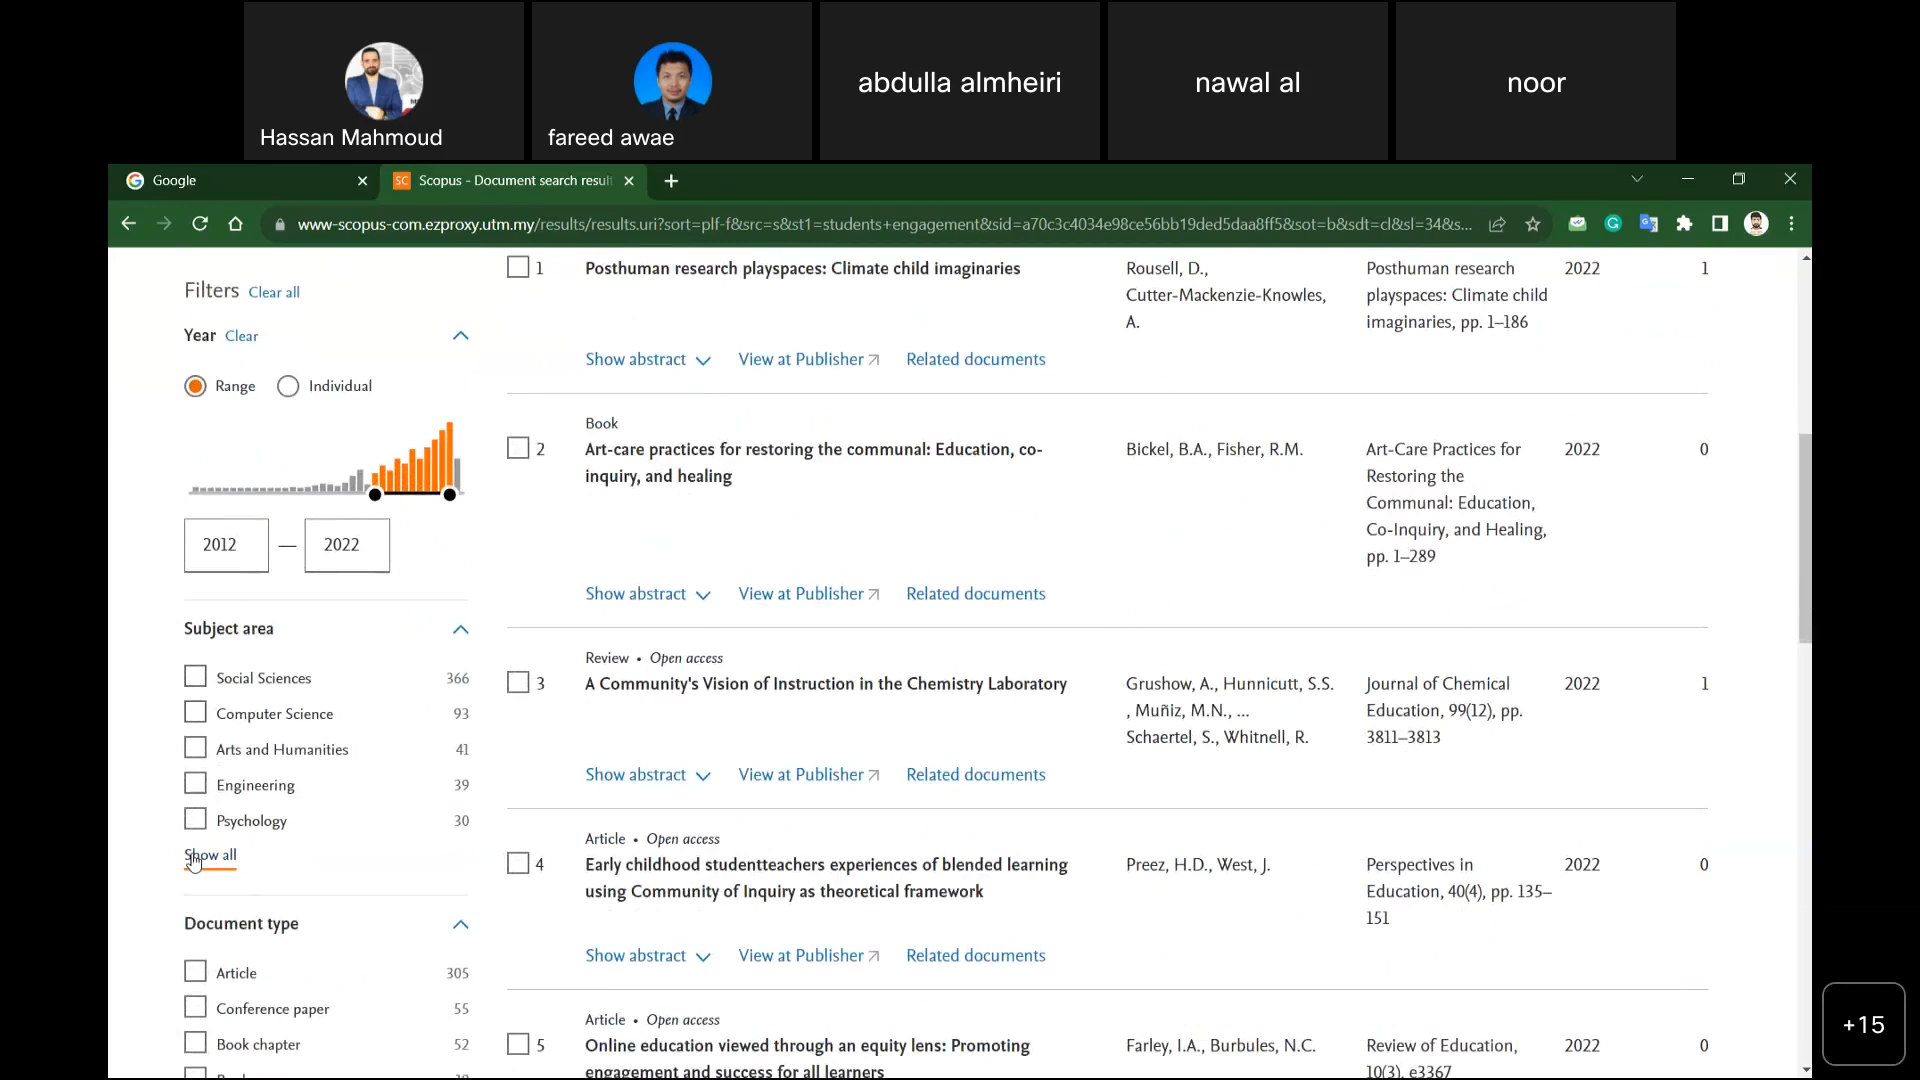 Hassan Mahmoud
fareed awae
abdulla almheiri
nawal al
noor
Google
SC Scopus - Document search resul
www-scopus-com.ezproxy.utm.my/results/results.uri?sort=plf-f&src=s&st1=students+engagement&sid=a70c3c4034e98ce56bb19ded5daa8ff5&sot=b&sdt=cl&sl=34&s...
Filters Clear all
Year Clear
Range Individual
2012 — 2022
Subject area
Social Sciences 366
Computer Science 93
Arts and Humanities 41
Engineering 39
Psychology 30
Show all
Document type
Article 305
Conference paper 55
Book chapter 52
1
Posthuman research playspaces: Climate child imaginaries
Rousell, D.,
Cutter-Mackenzie-Knowles,
A.
Posthuman research
playspaces: Climate child
imaginaries, pp. 1–186
2022
1
Show abstract View at Publisher Related documents
Book
2
Art-care practices for restoring the communal: Education, co-
inquiry, and healing
Bickel, B.A., Fisher, R.M.
Art-Care Practices for
Restoring the
Communal: Education,
Co-Inquiry, and Healing,
pp. 1–289
2022
0
Show abstract View at Publisher Related documents
Review • Open access
3
A Community's Vision of Instruction in the Chemistry Laboratory
Grushow, A., Hunnicutt, S.S.
, Muñiz, M.N., ...
Schaertel, S., Whitnell, R.
Journal of Chemical
Education, 99(12), pp.
3811–3813
2022
1
Show abstract View at Publisher Related documents
Article • Open access
4
Early childhood studentteachers experiences of blended learning
using Community of Inquiry as theoretical framework
Preez, H.D., West, J.
Perspectives in
Education, 40(4), pp. 135–
151
2022
0
Show abstract View at Publisher Related documents
Article • Open access
5
Online education viewed through an equity lens: Promoting
engagement and success for all learners
Farley, I.A., Burbules, N.C.
Review of Education,
10(3), e3367
2022
0
+15